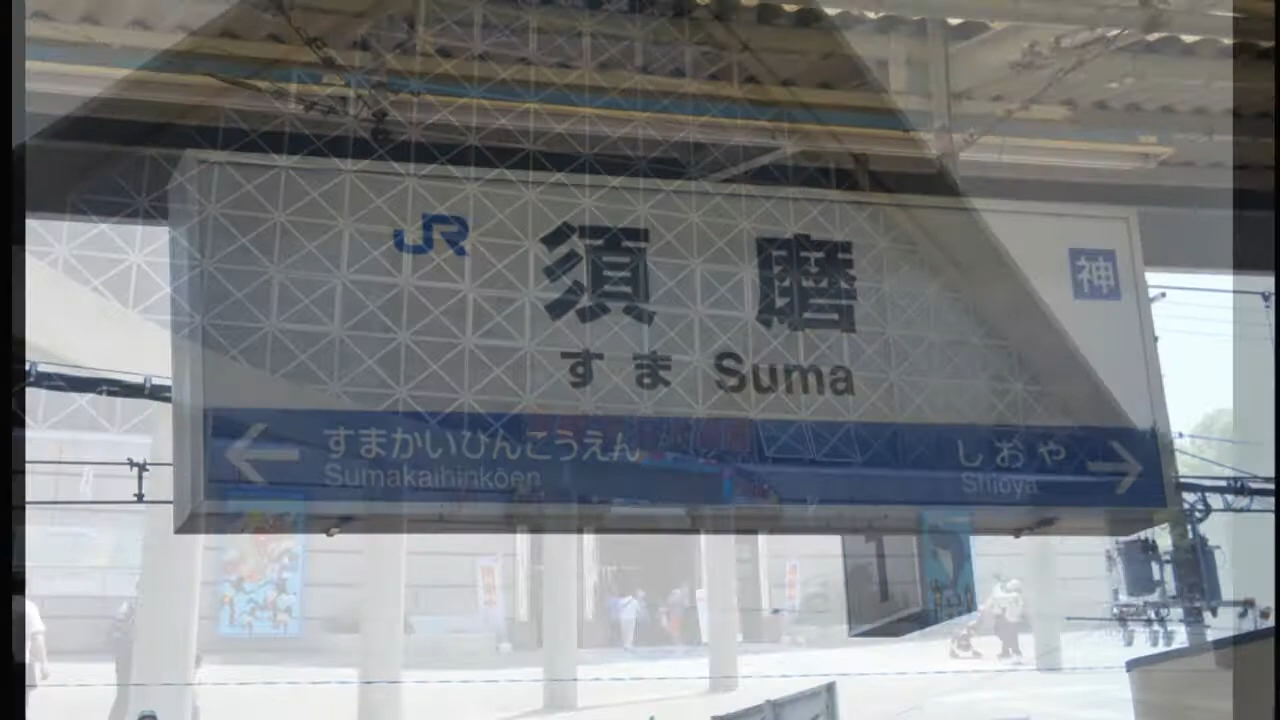 JR
須磨
神
すま Suma
すまかいひんこうえん
Sumakaihinkōen
しおや
Shioya